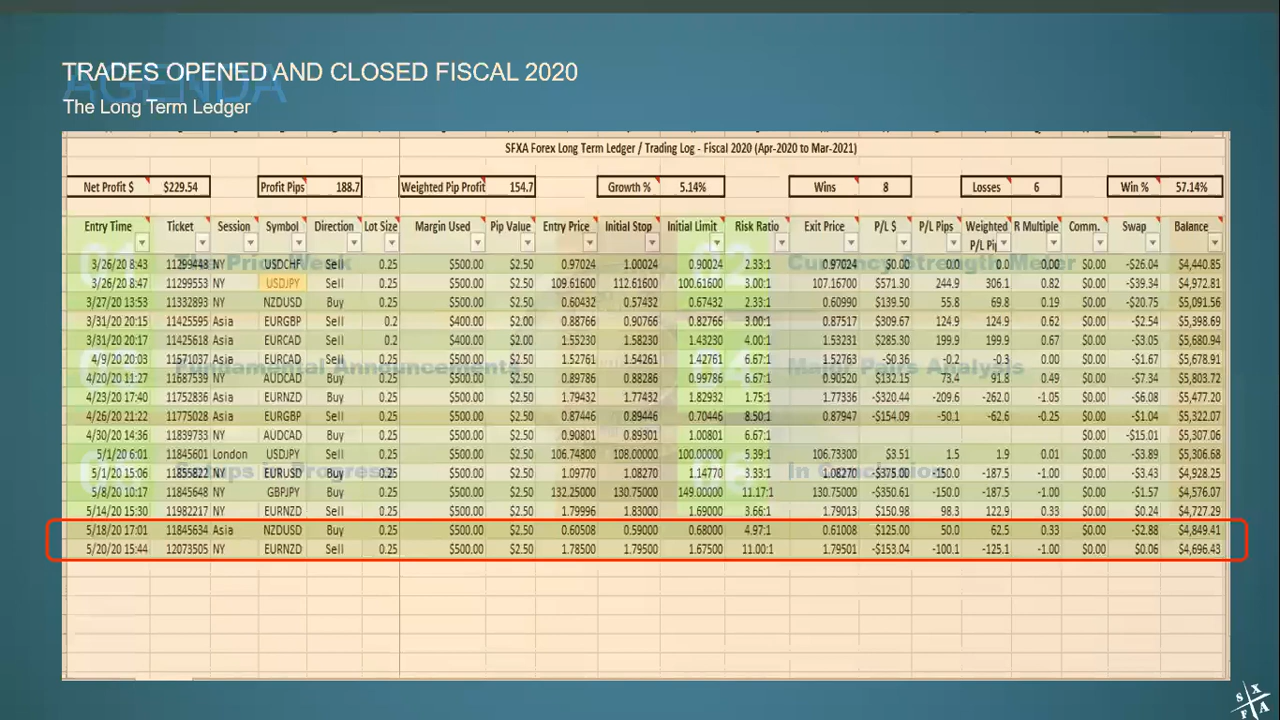 TRADES OPENED AND CLOSED FISCAL 2020
AGENDA
The Long Term Ledger
SFXA Forex Long Term Ledger / Trading Log - Fiscal 2020 (Apr-2020 to Mar-2021)
Net Profit $ $229.54 Profit Pips 188.7 Weighted Pip Profit 154.7 Growth % 5.14% Wins 8 Losses 6 Win % 57.14%
Entry Time Ticket Session Symbol Direction Lot Size Margin Used Pip Value Entry Price Initial Stop Initial Limit Risk Ratio Exit Price P/L $ P/L Pips Weighted P/L Pip R Multiple Comm. Swap Balance
3/26/20 8:43 11299448 NY USDCHF Sell 0.25 $500.00 $2.50 0.97024 1.00024 0.90024 2.33:1 0.97024 $0.00 0.0 0.0 0.00 $0.00 -$26.04 $4,440.85
3/26/20 8:47 11299553 NY USDJPY Sell 0.25 $500.00 $2.50 109.61600 112.61600 100.61600 3.00:1 107.16700 $571.30 244.9 306.1 0.82 $0.00 -$39.34 $4,972.81
3/27/20 13:53 11332893 NY NZDUSD Buy 0.25 $500.00 $2.50 0.60432 0.57432 0.67432 2.33:1 0.60990 $139.50 55.8 69.8 0.19 $0.00 -$20.75 $5,091.56
3/31/20 20:15 11425595 Asia EURGBP Sell 0.2 $400.00 $2.00 0.88766 0.90766 0.82766 3.00:1 0.87517 $309.67 124.9 124.9 0.62 $0.00 -$2.54 $5,398.69
3/31/20 20:17 11425618 Asia EURCAD Sell 0.2 $400.00 $2.00 1.55230 1.58230 1.43230 4.00:1 1.53231 $285.30 199.9 199.9 0.67 $0.00 -$3.05 $5,680.94
4/9/20 20:03 11571037 Asia EURCAD Sell 0.25 $500.00 $2.50 1.52761 1.54261 1.42761 6.67:1 1.52763 -$0.36 -0.2 -0.3 0.00 $0.00 -$1.67 $5,678.91
4/20/20 11:27 11687539 NY AUDCAD Buy 0.25 $500.00 $2.50 0.89786 0.88286 0.99786 6.67:1 0.90520 $132.15 73.4 91.8 0.49 $0.00 -$7.34 $5,803.72
4/23/20 17:40 11752836 Asia EURNZD Buy 0.25 $500.00 $2.50 1.79432 1.77432 1.82932 1.75:1 1.77336 -$320.44 -209.6 -262.0 -1.05 $0.00 -$6.08 $5,477.20
4/26/20 21:22 11775028 Asia EURGBP Sell 0.25 $500.00 $2.50 0.87446 0.89446 0.70446 8.50:1 0.87947 -$154.09 -50.1 -62.6 -0.25 $0.00 -$1.04 $5,322.07
4/30/20 14:36 11839733 NY AUDCAD Buy 0.25 $500.00 $2.50 0.90801 0.89301 1.00801 6.67:1 $0.00 -$15.01 $5,307.06
5/1/20 6:01 11845601 London USDJPY Sell 0.25 $500.00 $2.50 106.74800 108.00000 100.00000 5.39:1 106.73300 $3.51 1.5 1.9 0.01 $0.00 -$3.89 $5,306.68
5/1/20 15:06 11855822 NY EURUSD Buy 0.25 $500.00 $2.50 1.09770 1.08270 1.14770 3.33:1 1.08270 -$375.00 -150.0 -187.5 -1.00 $0.00 -$3.43 $4,928.25
5/8/20 10:17 11845648 NY GBPJPY Buy 0.25 $500.00 $2.50 132.25000 130.75000 149.00000 11.17:1 130.75000 -$350.61 -150.0 -187.5 -1.00 $0.00 -$1.57 $4,576.07
5/14/20 15:30 11982217 NY EURNZD Sell 0.25 $500.00 $2.50 1.79996 1.83000 1.69000 3.66:1 1.79013 $150.98 98.3 122.9 0.33 $0.00 $0.24 $4,727.29
5/18/20 17:01 11845634 Asia NZDUSD Buy 0.25 $500.00 $2.50 0.60508 0.59000 0.68000 4.97:1 0.61008 $125.00 50.0 62.5 0.33 $0.00 -$2.88 $4,849.41
5/20/20 15:44 12073505 NY EURNZD Sell 0.25 $500.00 $2.50 1.78500 1.79500 1.67500 11.00:1 1.79501 -$153.04 -100.1 -125.1 -1.00 $0.00 $0.06 $4,696.43
Currency Strength Meter
Fundamental Announcements
Major Pairs Analysis
In Conclusion
S X F A